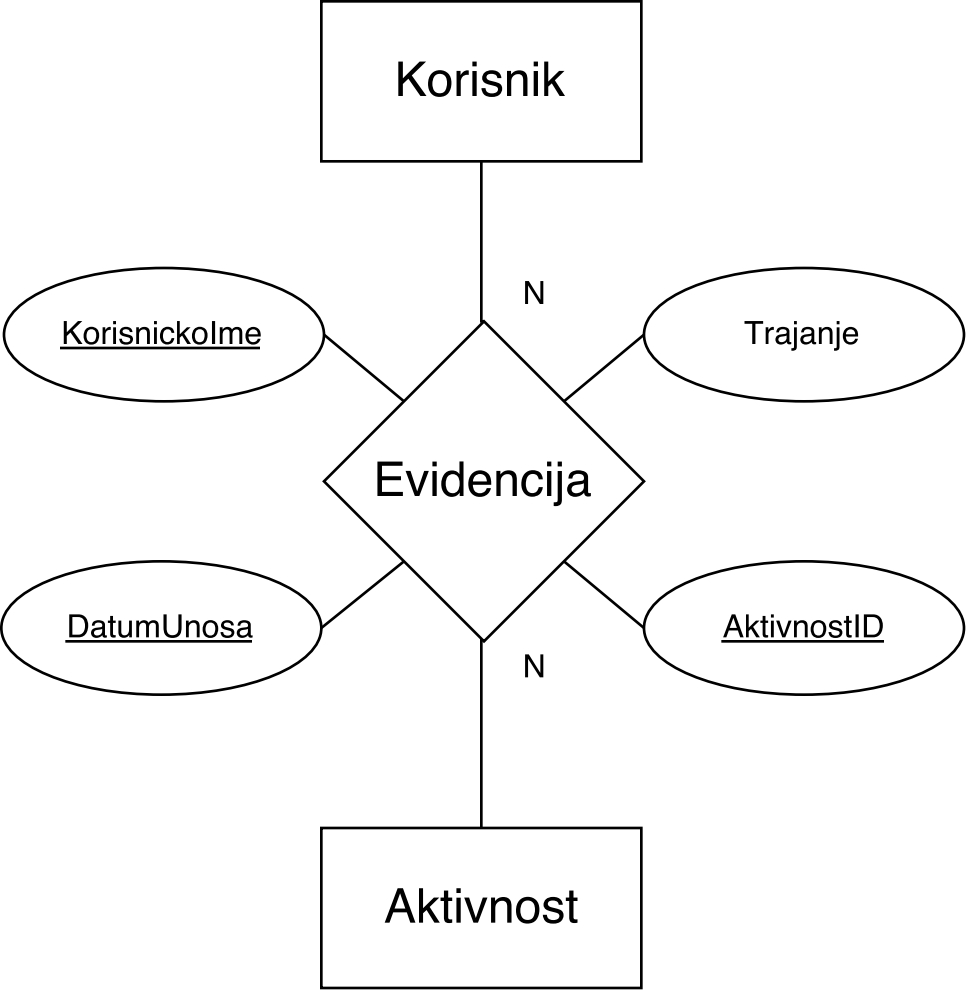 Korisnik
N
KorisnickoIme
Trajanje
Evidencija
DatumUnosa
AktivnostID
N
Aktivnost